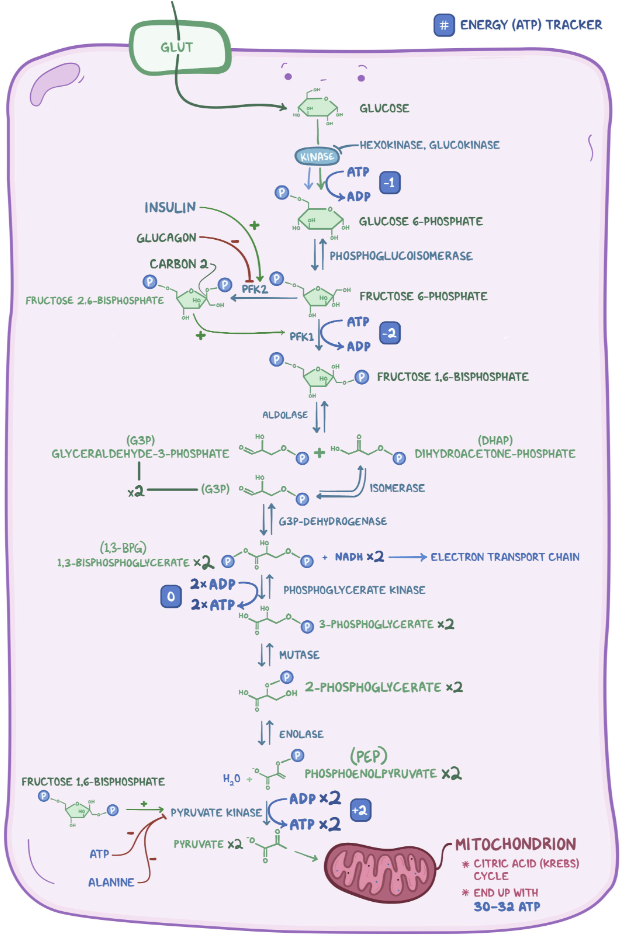 # ENERGY (ATP) TRACKER
GLUT
GLUCOSE
KINASE
HEXOKINASE, GLUCOKINASE
ATP
-1
ADP
P
GLUCOSE 6-PHOSPHATE
INSULIN
+
GLUCAGON
-
PHOSPHOGLUCOISOMERASE
CARBON 2
P P
PFK2
P
FRUCTOSE 2,6-BISPHOSPHATE
FRUCTOSE 6-PHOSPHATE
+
PFK1
ATP
-2
ADP
P P
FRUCTOSE 1,6-BISPHOSPHATE
ALDOLASE
(G3P)
GLYCERALDEHYDE-3-PHOSPHATE
P
+
P
(DHAP)
DIHYDROACETONE-PHOSPHATE
x2
(G3P)
P
ISOMERASE
G3P-DEHYDROGENASE
(1,3-BPG)
1,3-BISPHOSPHOGLYCERATE x2
P P
+ NADH x2
ELECTRON TRANSPORT CHAIN
0
2xADP
2xATP
PHOSPHOGLYCERATE KINASE
P
3-PHOSPHOGLYCERATE x2
MUTASE
P
2-PHOSPHOGLYCERATE x2
ENOLASE
H2O +
P
(PEP)
PHOSPHOENOLPYRUVATE x2
FRUCTOSE 1,6-BISPHOSPHATE
P P
+
PYRUVATE KINASE
ADP x2
+2
ATP x2
-
ATP
-
ALANINE
PYRUVATE x2
MITOCHONDRION
* CITRIC ACID (KREBS)
CYCLE
* END UP WITH
30-32 ATP